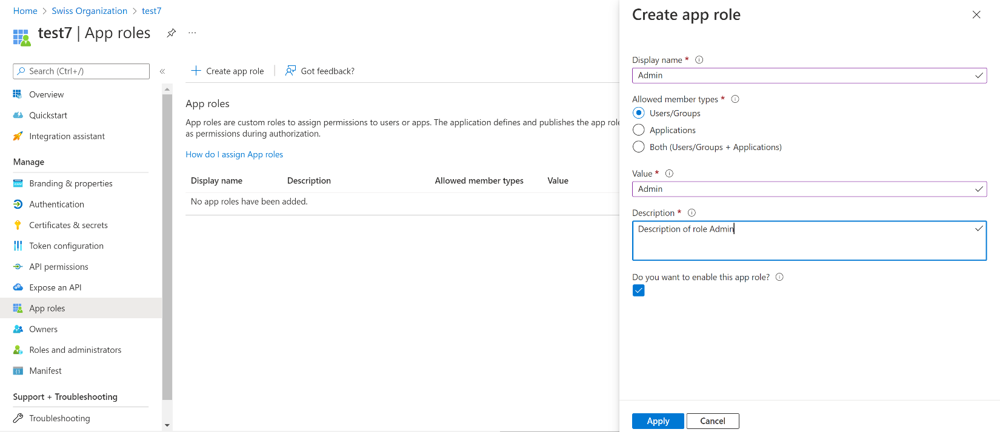 Home > Swiss Organization > test7
test7 | App roles
...
Search (Ctrl+/)
«
Overview
Quickstart
Integration assistant
Manage
Branding & properties
Authentication
Certificates & secrets
Token configuration
API permissions
Expose an API
App roles
Owners
Roles and administrators
Manifest
Support + Troubleshooting
Troubleshooting
Create app role
Got feedback?
App roles
App roles are custom roles to assign permissions to users or apps. The application defines and publishes the app role
as permissions during authorization.
How do I assign App roles
Display name Description Allowed member types Value
No app roles have been added.
Create app role
Display name *
Admin
Allowed member types *
Users/Groups
Applications
Both (Users/Groups + Applications)
Value *
Admin
Description *
Description of role Admin
Do you want to enable this app role?
Apply Cancel